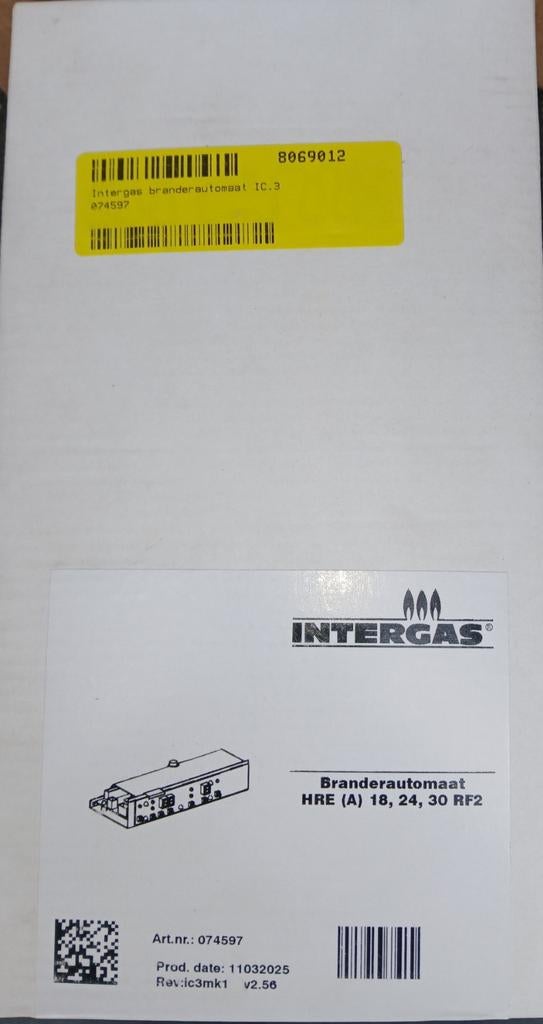 8069012
Intergas branderautomaat IC.3
074597
INTERGAS®
Branderautomaat
HRE (A) 18, 24, 30 RF2
Art.nr.: 074597
Prod. date: 11032025
Rev:ic3mk1 v2.56